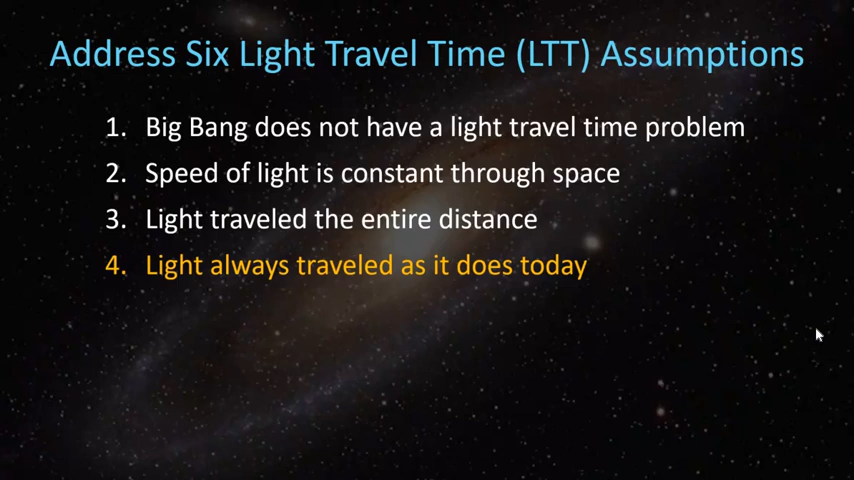 Address Six Light Travel Time (LTT) Assumptions
1. Big Bang does not have a light travel time problem
2. Speed of light is constant through space
3. Light traveled the entire distance
4. Light always traveled as it does today